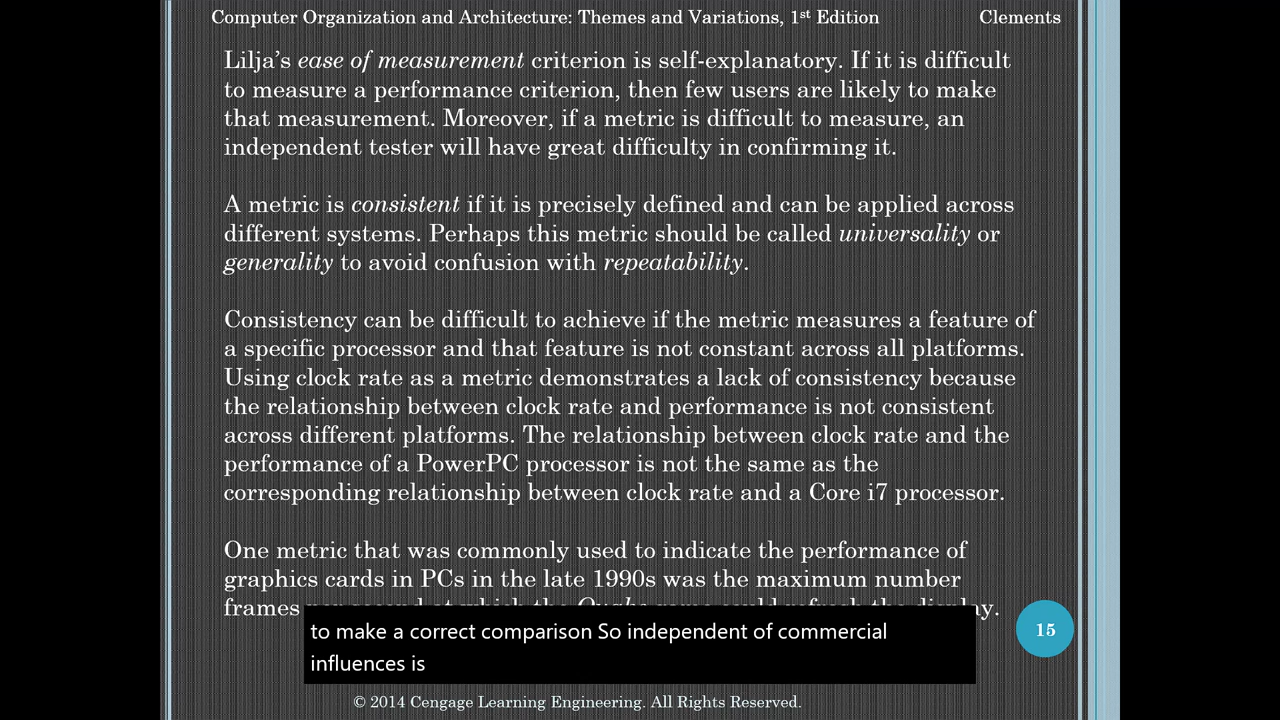 Computer Organization and Architecture: Themes and Variations, 1st Edition Clements
Lilja's ease of measurement criterion is self-explanatory. If it is difficult
to measure a performance criterion, then few users are likely to make
that measurement. Moreover, if a metric is difficult to measure, an
independent tester will have great difficulty in confirming it.
A metric is consistent if it is precisely defined and can be applied across
different systems. Perhaps this metric should be called universality or
generality to avoid confusion with repeatability.
Consistency can be difficult to achieve if the metric measures a feature of
a specific processor and that feature is not constant across all platforms.
Using clock rate as a metric demonstrates a lack of consistency because
the relationship between clock rate and performance is not consistent
across different platforms. The relationship between clock rate and the
performance of a PowerPC processor is not the same as the
corresponding relationship between clock rate and a Core i7 processor.
One metric that was commonly used to indicate the performance of
graphics cards in PCs in the late 1990s was the maximum number
frames
to make a correct comparison So independent of commercial
influences is
15
© 2014 Cengage Learning Engineering. All Rights Reserved.